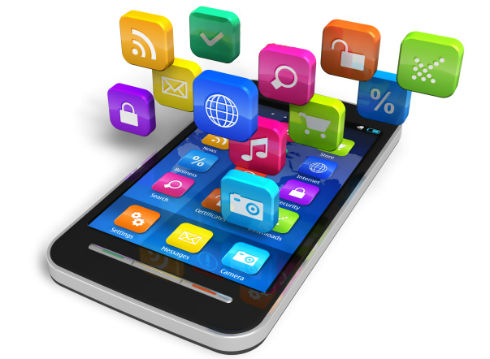 News
Store
Business
Internet
Search
Certificates
Security
Settings
Messages
Downloads
Camera
%
%